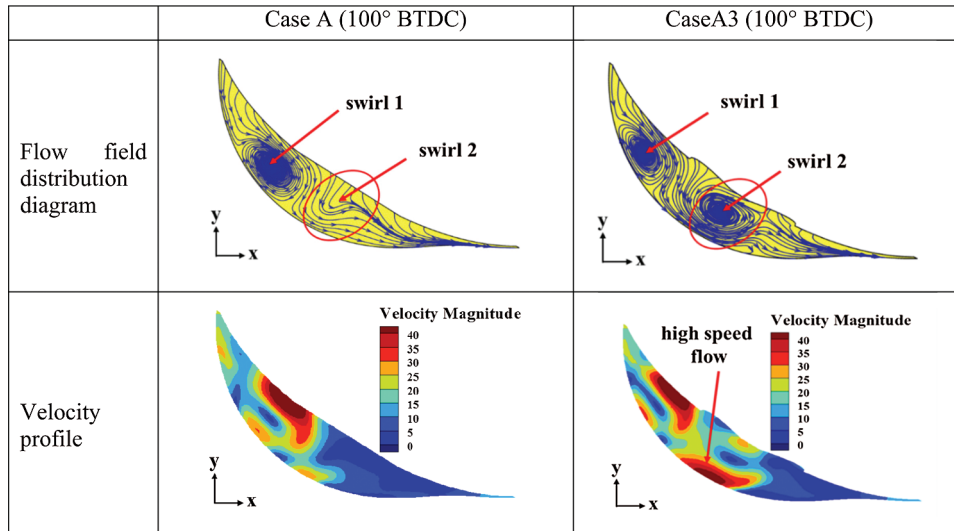 Case A (100° BTDC)
CaseA3 (100° BTDC)
Flow field
distribution
diagram
swirl 1
swirl 2
y
x
swirl 1
swirl 2
y
x
Velocity
profile
Velocity Magnitude
40
35
30
25
20
15
10
5
0
y
x
high speed
flow
Velocity Magnitude
40
35
30
25
20
15
10
5
0
y
x